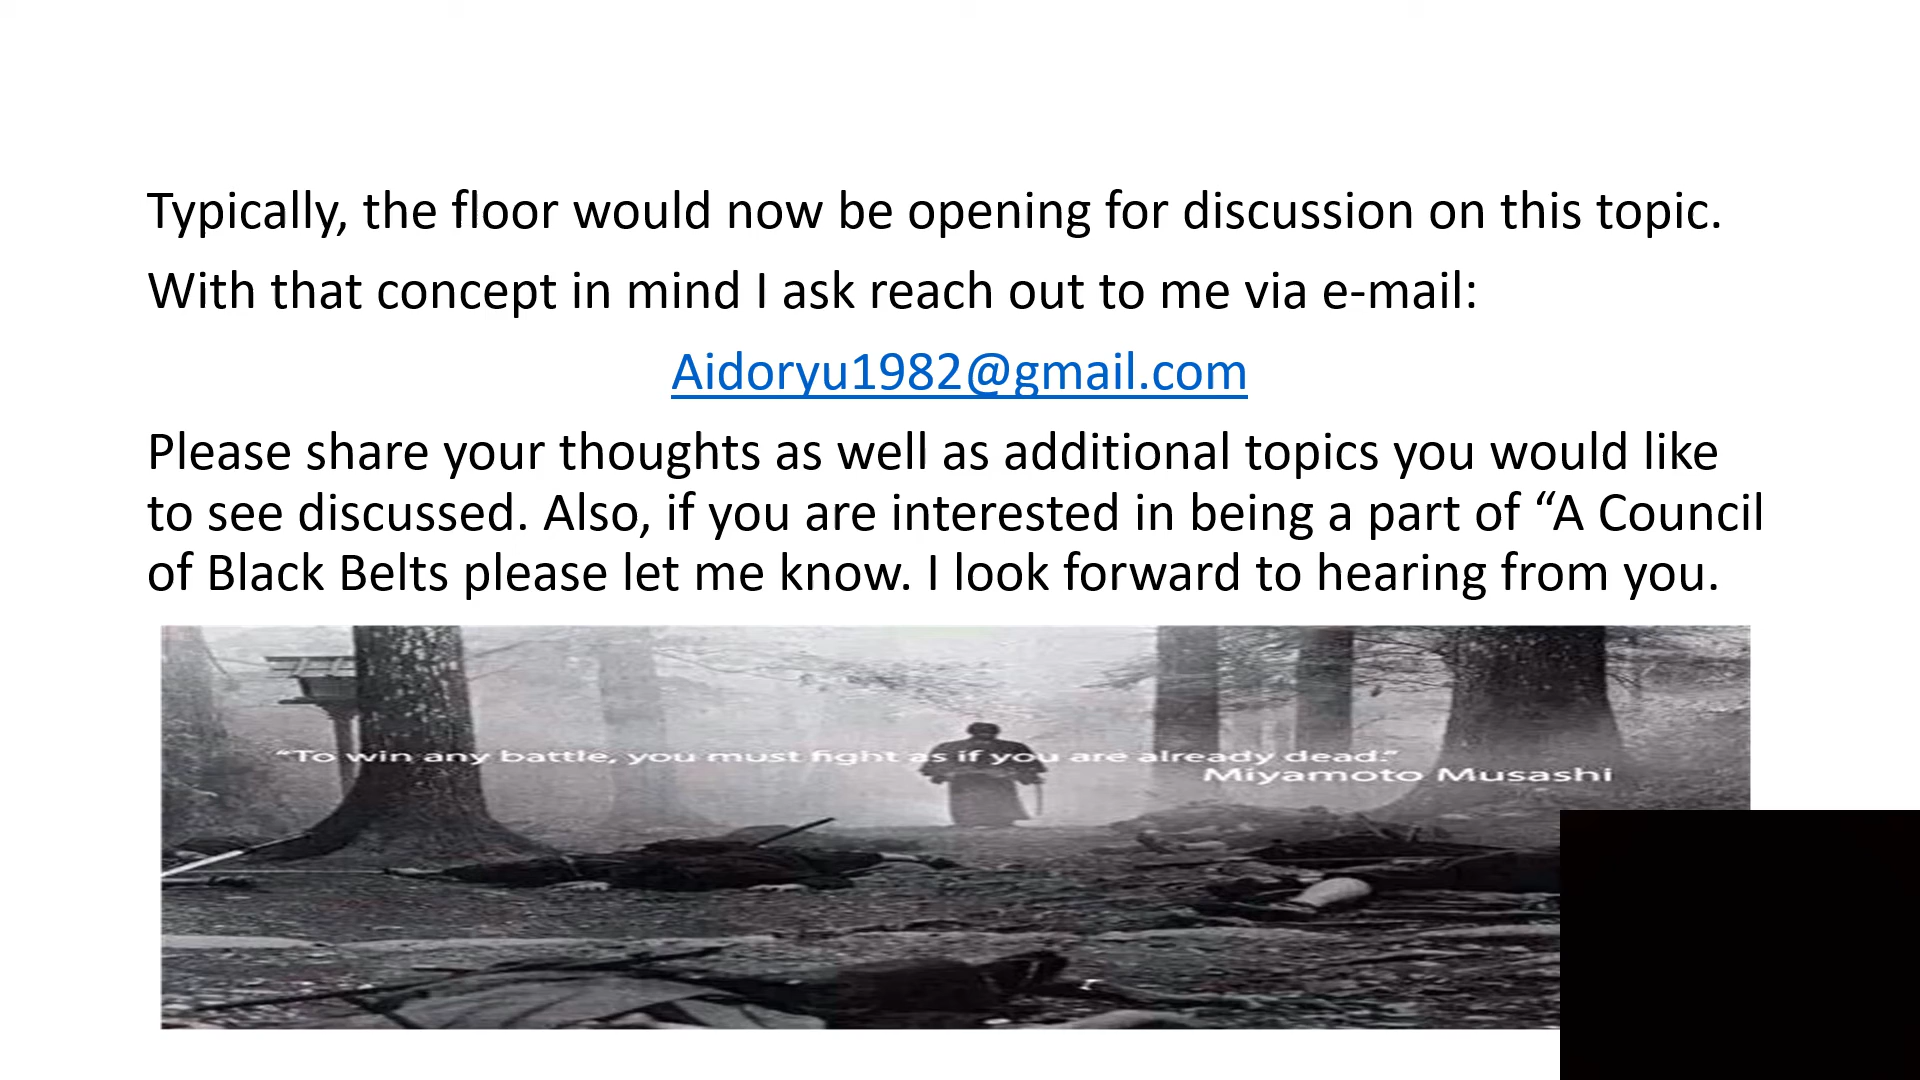 Typically, the floor would now be opening for discussion on this topic.
With that concept in mind I ask reach out to me via e-mail:
Aidoryu1982@gmail.com
Please share your thoughts as well as additional topics you would like
to see discussed. Also, if you are interested in being a part of “A Council
of Black Belts please let me know. I look forward to hearing from you.
“To win any battle, you must fight as if you are already dead.”
Miyamoto Musashi